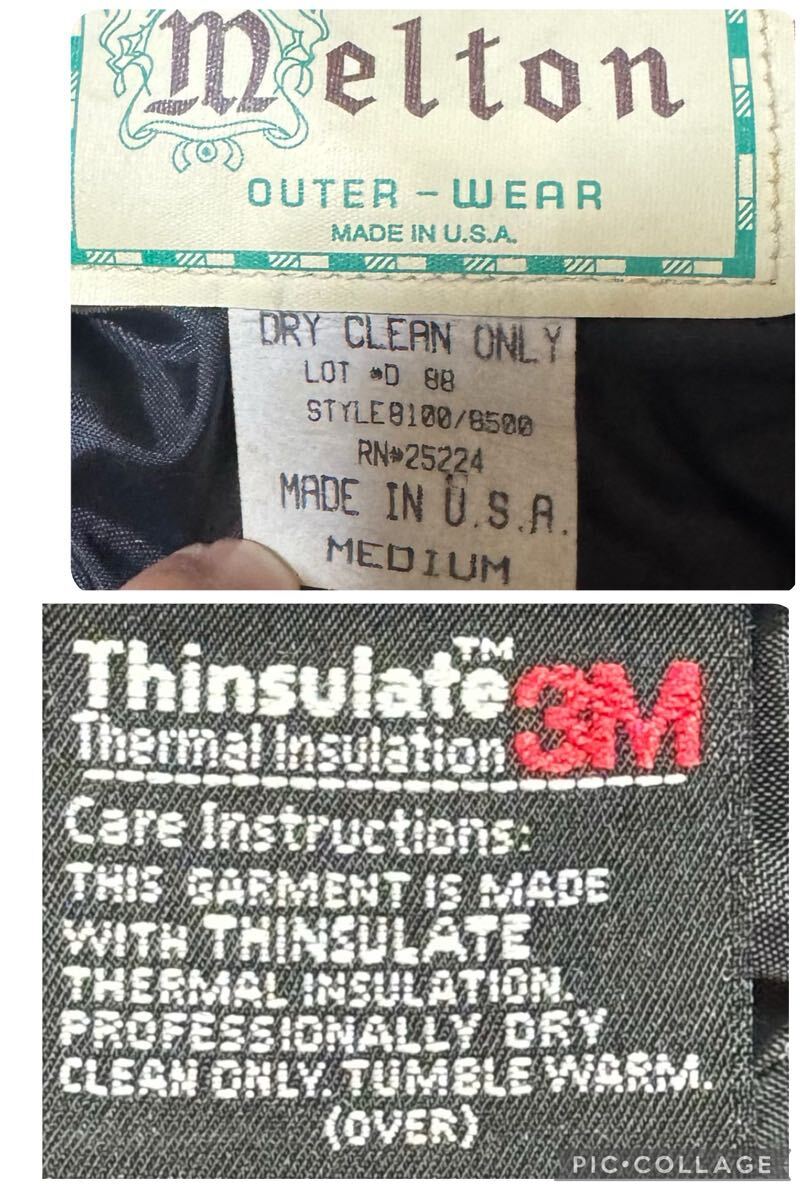 Melton
OUTER-WEAR
MADE IN U.S.A.
DRY CLEAN ONLY
LOT #D 88
STYLE 8100/8500
RN#25224
MADE IN U.S.A.
MEDIUM
Thinsulate™ 3M
Thermal Insulation
Care Instructions:
THIS GARMENT IS MADE
WITH THINSULATE
THERMAL INSULATION.
PROFESSIONALLY DRY
CLEAN ONLY. TUMBLE WARM.
(OVER)
PIC•COLLAGE